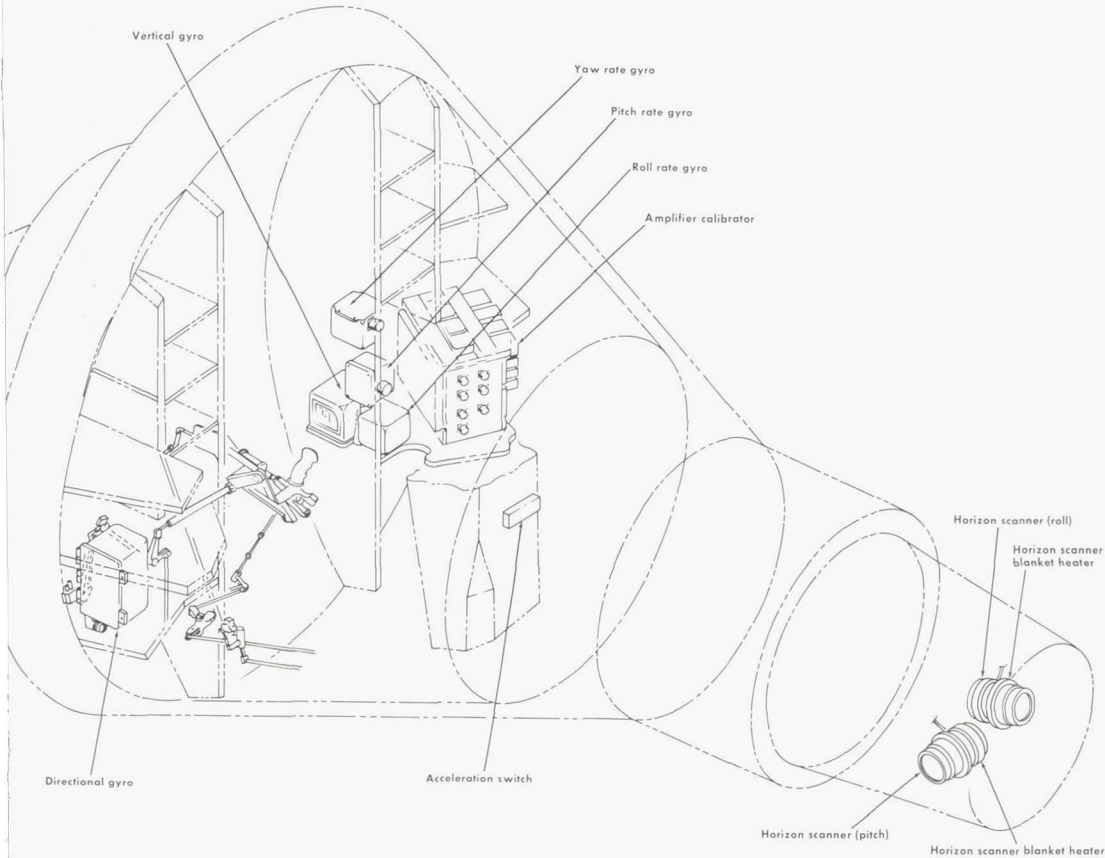 Vertical gyro
Yaw rate gyro
Pitch rate gyro
Roll rate gyro
Amplifier calibrator
Horizon scanner (roll)
Horizon scanner
blanket heater
Directional gyro
Acceleration switch
Horizon scanner (pitch)
Horizon scanner blanket heater